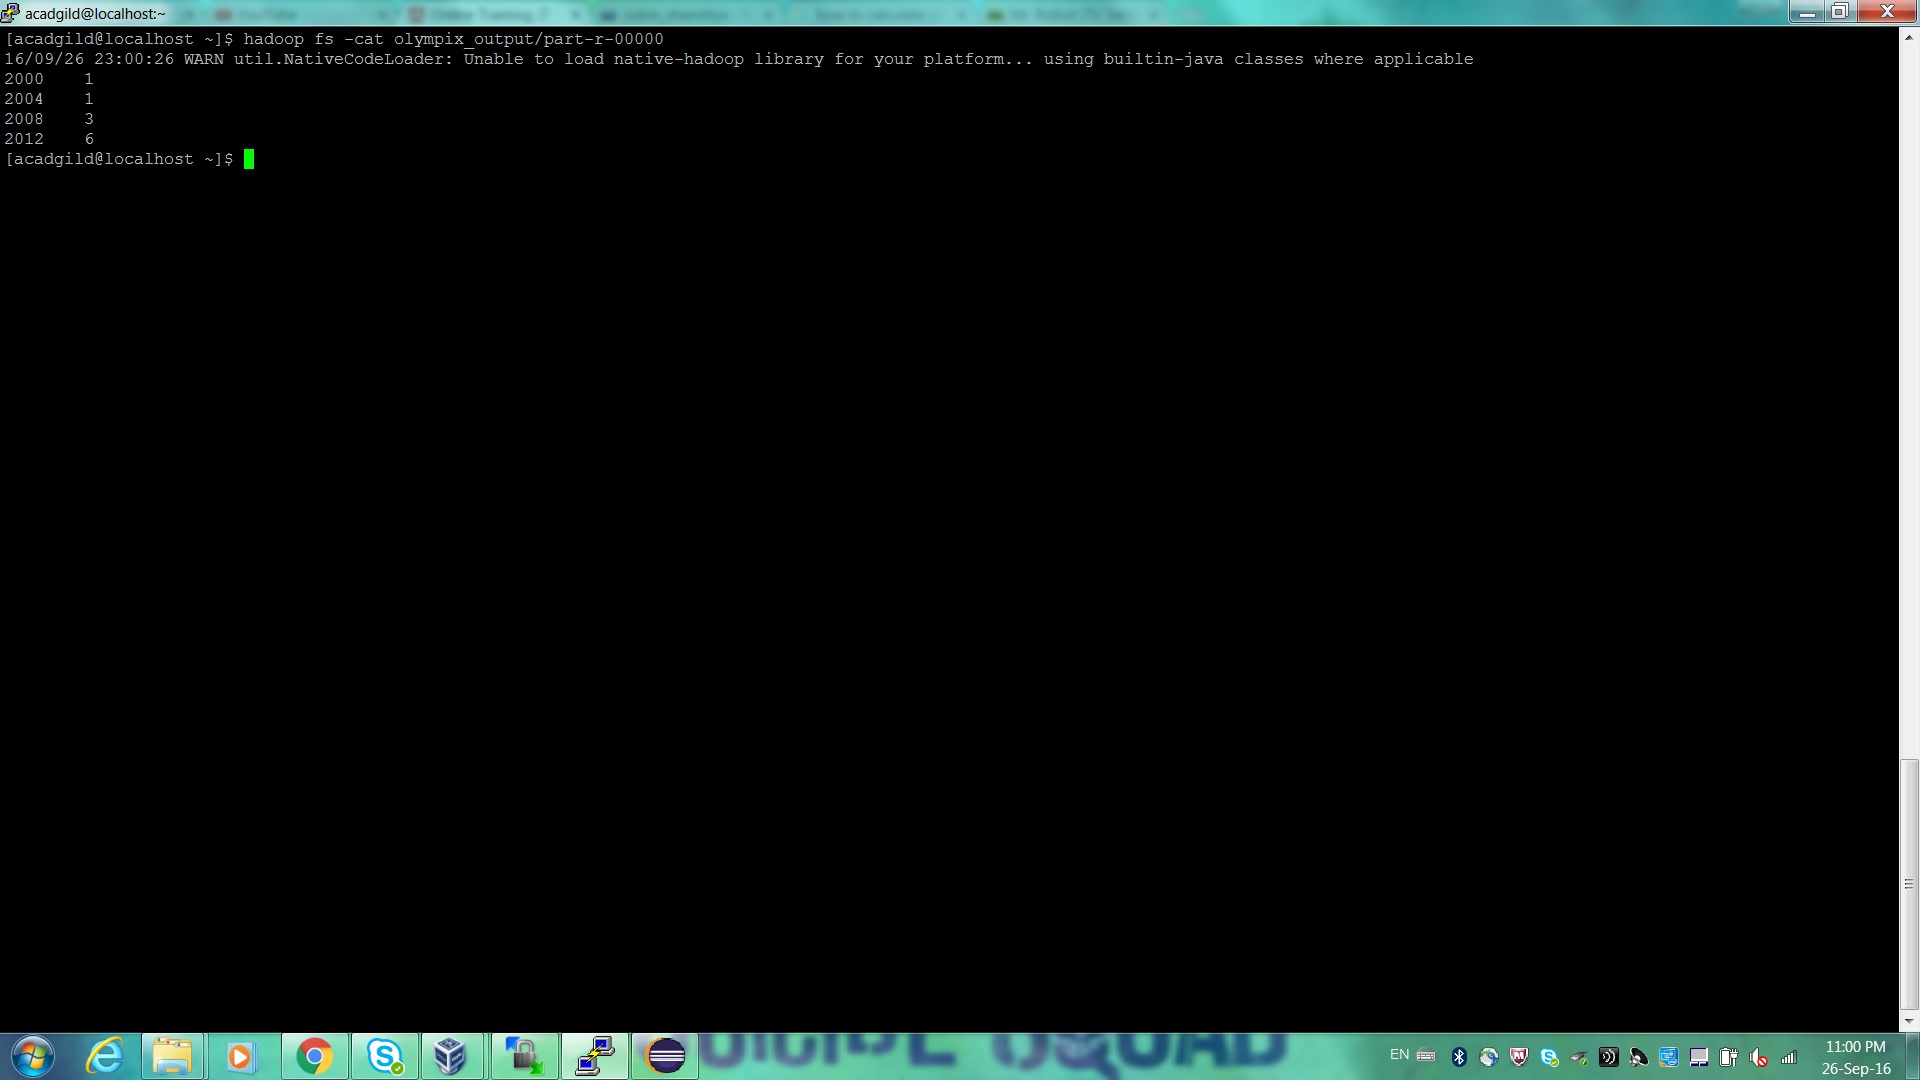 acadgild@localhost:~
[acadgild@localhost ~]$ hadoop fs -cat olympix_output/part-r-00000
16/09/26 23:00:26 WARN util.NativeCodeLoader: Unable to load native-hadoop library for your platform... using builtin-java classes where applicable
2000 1
2004 1
2008 3
2012 6
[acadgild@localhost ~]$
EN
11:00 PM
26-Sep-16